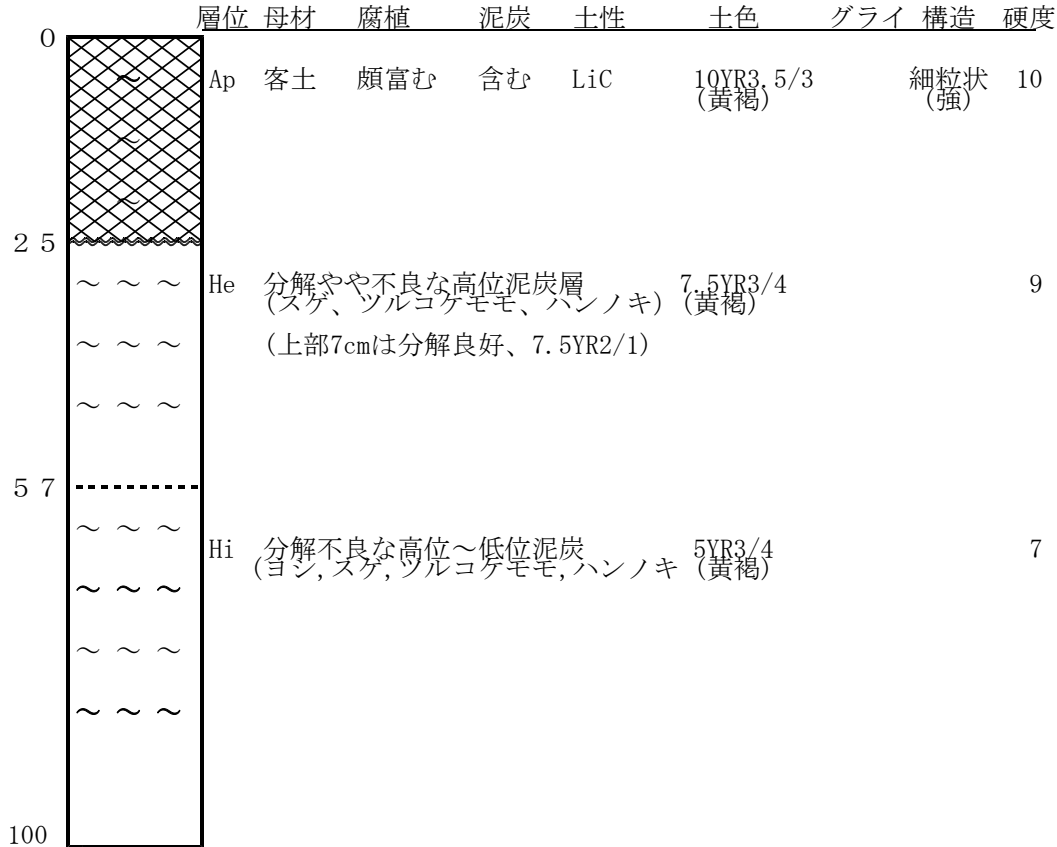 層位 母材 腐植 泥炭 土性 土色 グライ 構造 硬度
0
Ap 客土 頗富む 含む LiC 10YR3.5/3 細粒状 10
(黄褐) (強)
25
He 分解やや不良な高位泥炭層 7.5YR3/4 9
(スゲ、ツルコケモモ、ハンノキ) (黄褐)
(上部7cmは分解良好、7.5YR2/1)
57
Hi 分解不良な高位～低位泥炭 5YR3/4 7
(ヨシ,スゲ,ツルコケモモ,ハンノキ (黄褐)
100